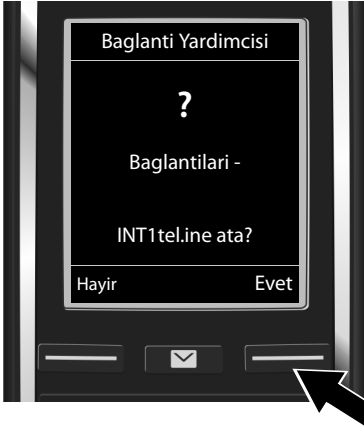 Baglanti Yardimcisi
?
Baglantilari -
INT1tel.ine ata?
Hayir Evet